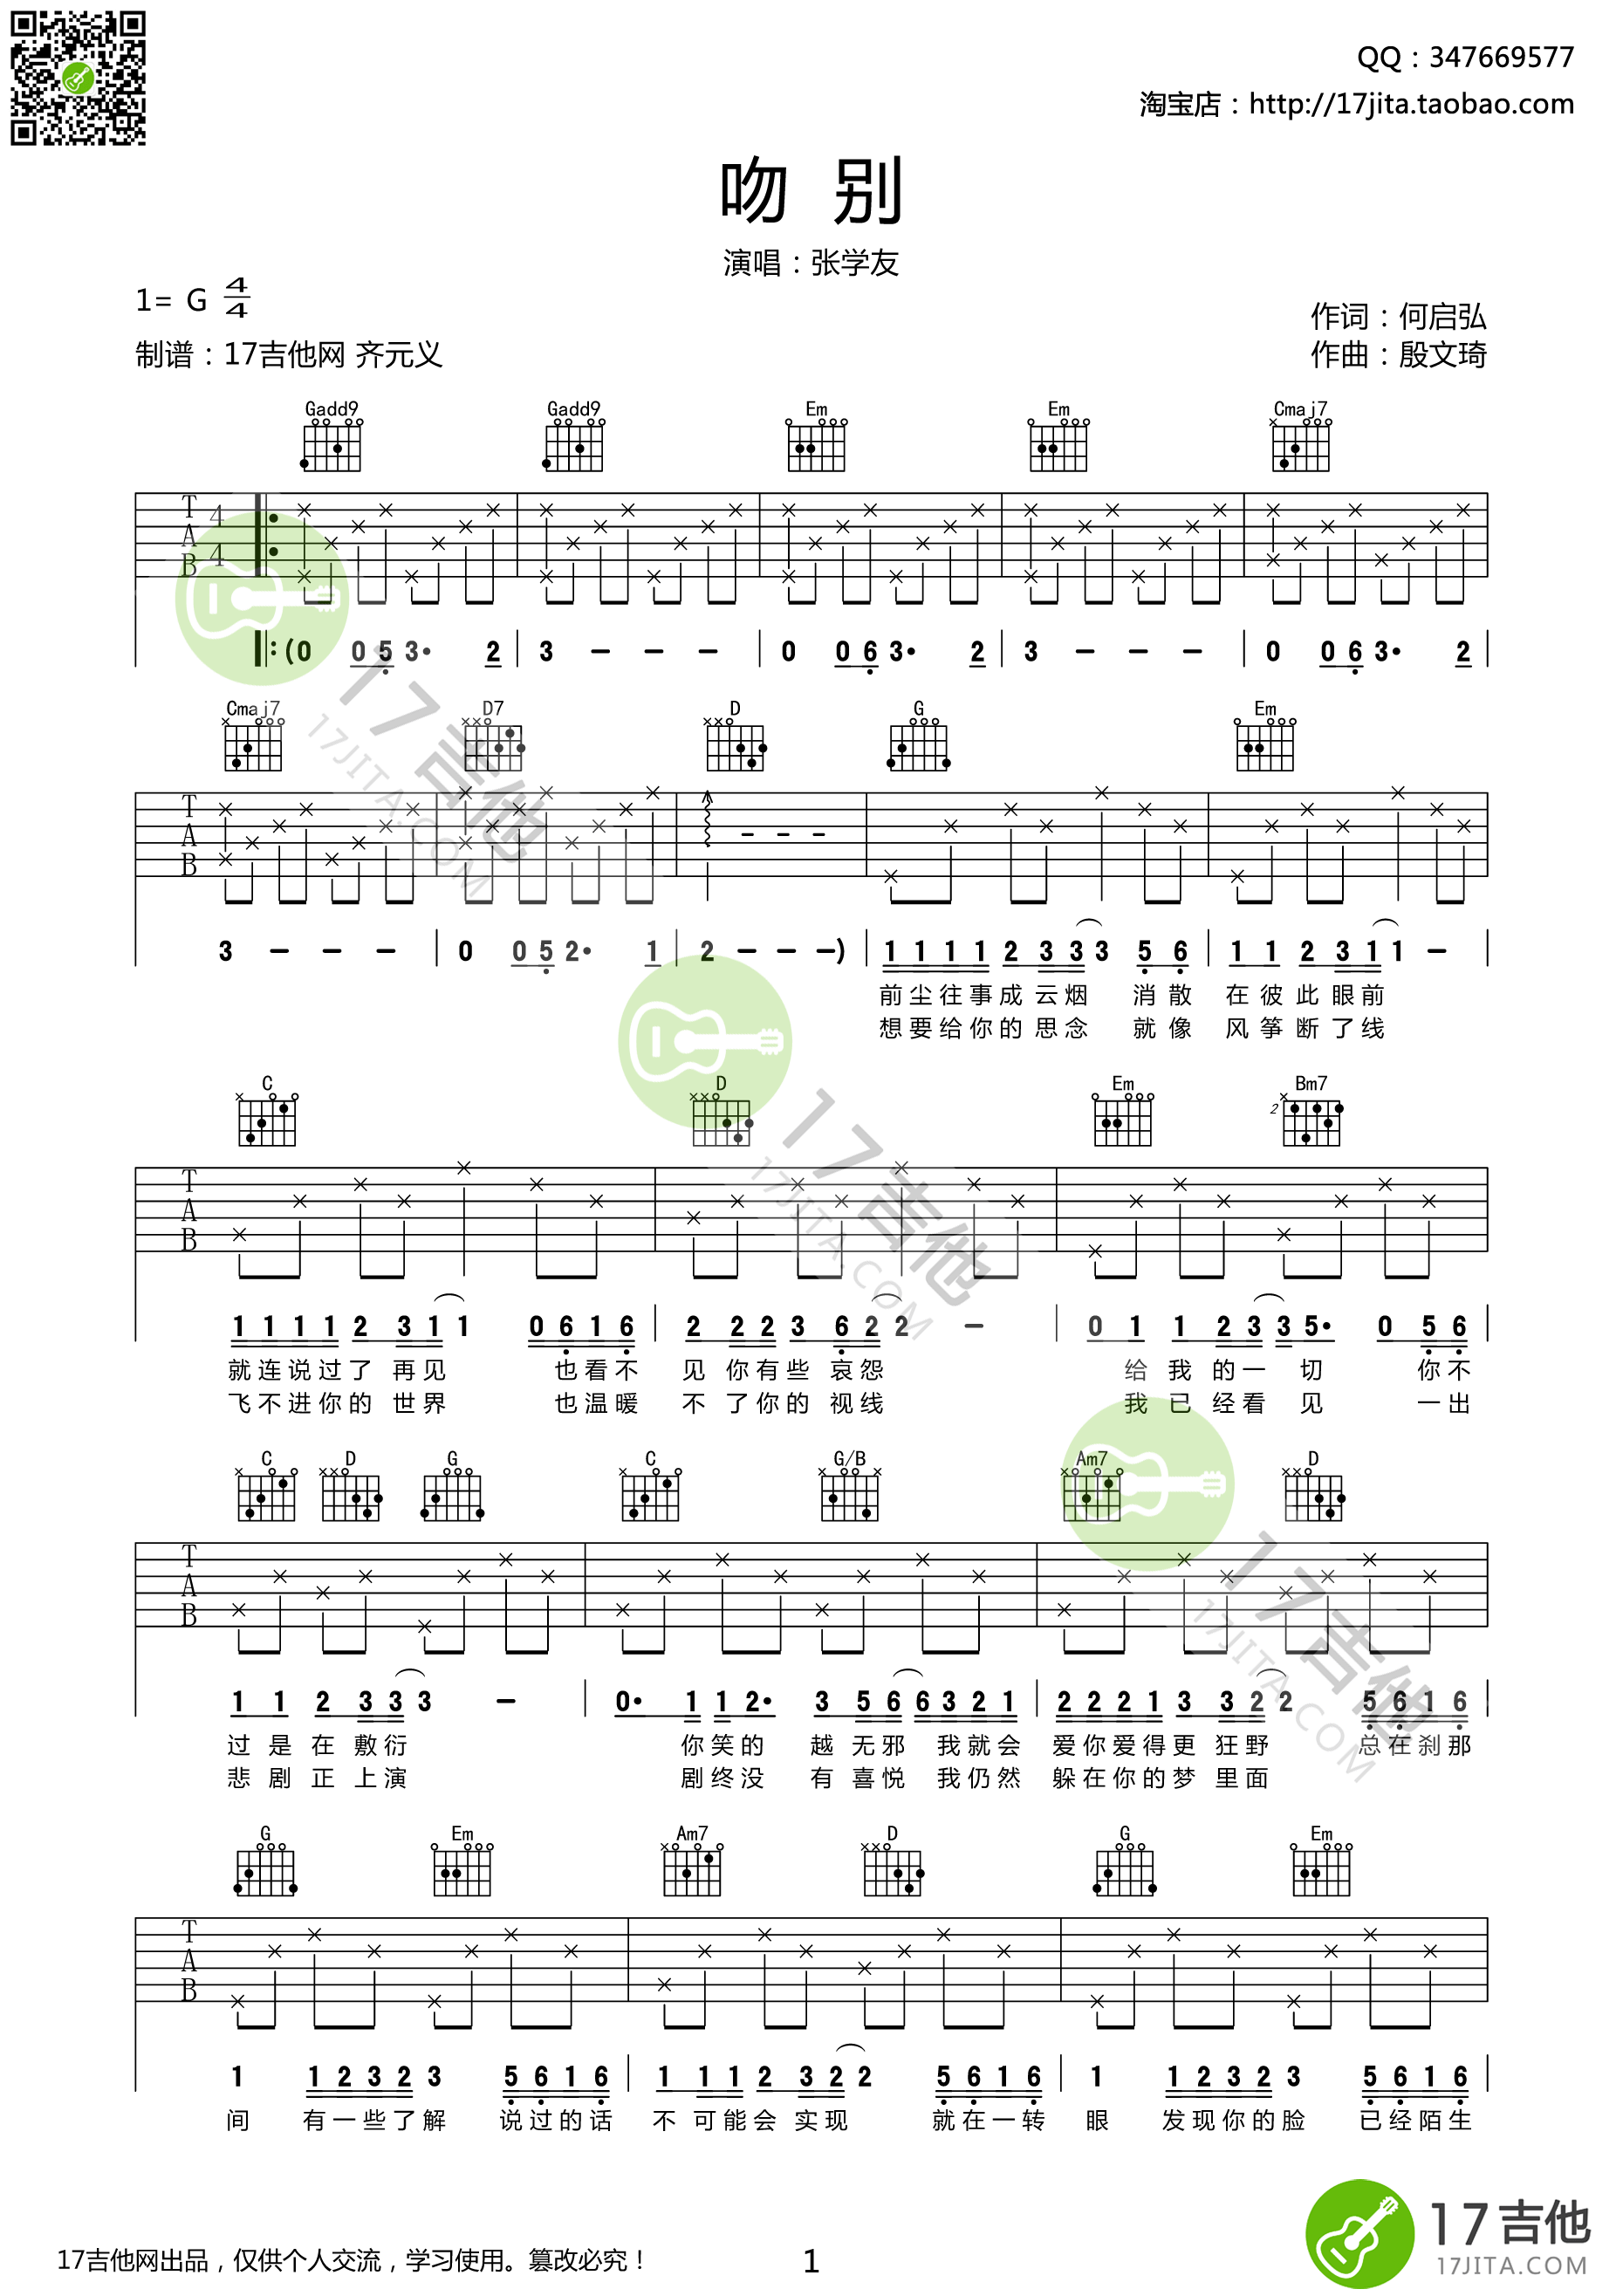 QQ：347669577
淘宝店：http://17jita.taobao.com
吻 别
演唱：张学友
1= G 4/4
作词：何启弘
制谱：17吉他网 齐元义
作曲：殷文琦
Gadd9 Gadd9 Em Em Cmaj7
T A B 4 4
(0 0 5 3· 2 | 3 － － － | 0 0 6 3· 2 | 3 － － － | 0 0 6 3· 2
Cmaj7 D7 D G Em
T A B
3 － － － | 0 0 5 2· 1 | 2 － － －) | 1 1 1 1 2 3 3 3 5 6 | 1 1 2 3 1 1 －
前尘往事成云烟 消散 在彼此眼前
想要给你的思念 就像 风筝断了线
C D Em Bm7
2
T A B
1 1 1 1 2 3 1 1 0 6 1 6 | 2 2 2 3 6 2 2 － | 0 1 1 2 3 3 5· 0 5 6
就连说过了再见 也看不 见你有些哀怨 给我的一切 你不
飞不进你的世界 也温暖 不了你的视线 我已经看见 一出
C D G C G/B Am7 D
T A B
1 1 2 3 3 3 － | 0· 1 1 2· 3 5 6 6 3 2 1 | 2 2 2 1 3 3 2 2 5 6 1 6
过是在敷衍 你笑的越无邪 我就会 爱你爱得更狂野 总在刹那
悲剧正上演 剧终没有喜悦 我仍然 躲在你的梦里面
G Em Am7 D G Em
T A B
1 1 2 3 2 3 5 6 1 6 | 1 1 1 2 3 2 2 5 6 1 6 | 1 1 2 3 2 3 5 6 1 6
间 有一些了解 说过的话 不可能会实现 就在一转 眼 发现你的脸 已经陌生
17吉他网出品，仅供个人交流，学习使用。篡改必究！
1
17吉他
17JITA.COM
17吉他
17JITA.COM
17吉他
17JITA.COM
17吉他
17JITA.COM